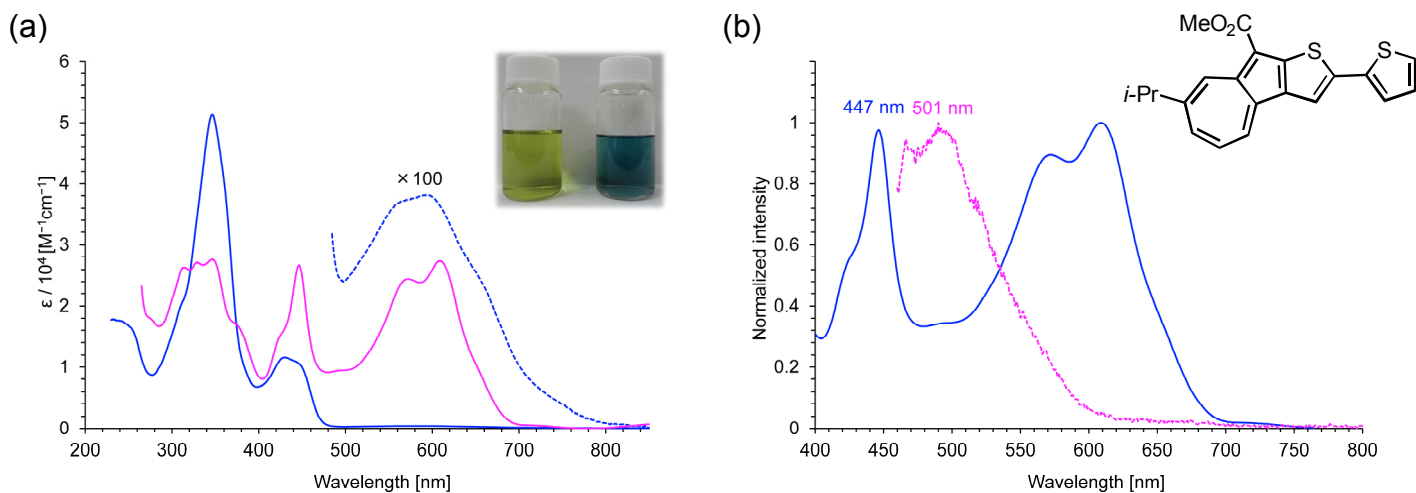 (a)
ε / 10⁴ [M⁻¹cm⁻¹]
6
5
4
3
2
1
0
× 100
200 300 400 500 600 700 800
Wavelength [nm]
(b)
MeO₂C
S
S
i-Pr
447 nm 501 nm
Normalized intensity
1
0.8
0.6
0.4
0.2
0
400 450 500 550 600 650 700 750 800
Wavelength [nm]